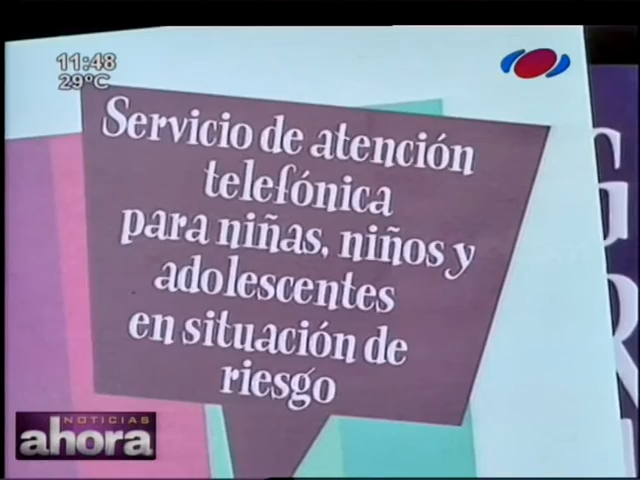 11:48
29°C
Servicio de atención
telefónica
para niñas, niños y
adolescentes
en situación de
riesgo
NOTICIAS
ahora
G
R